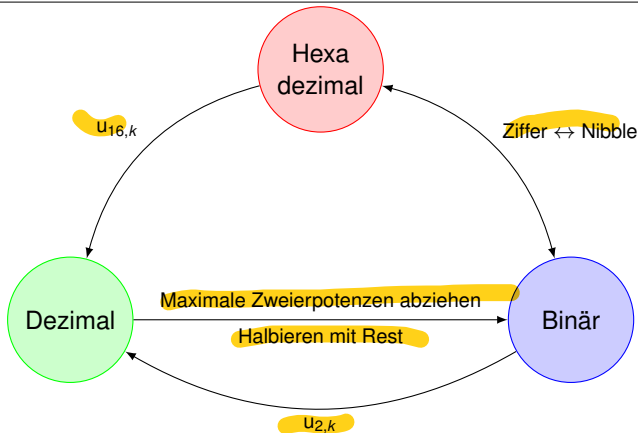 Hexa
dezimal
u16,k
Ziffer ↔ Nibble
Maximale Zweierpotenzen abziehen
Dezimal
Binär
Halbieren mit Rest
u2,k